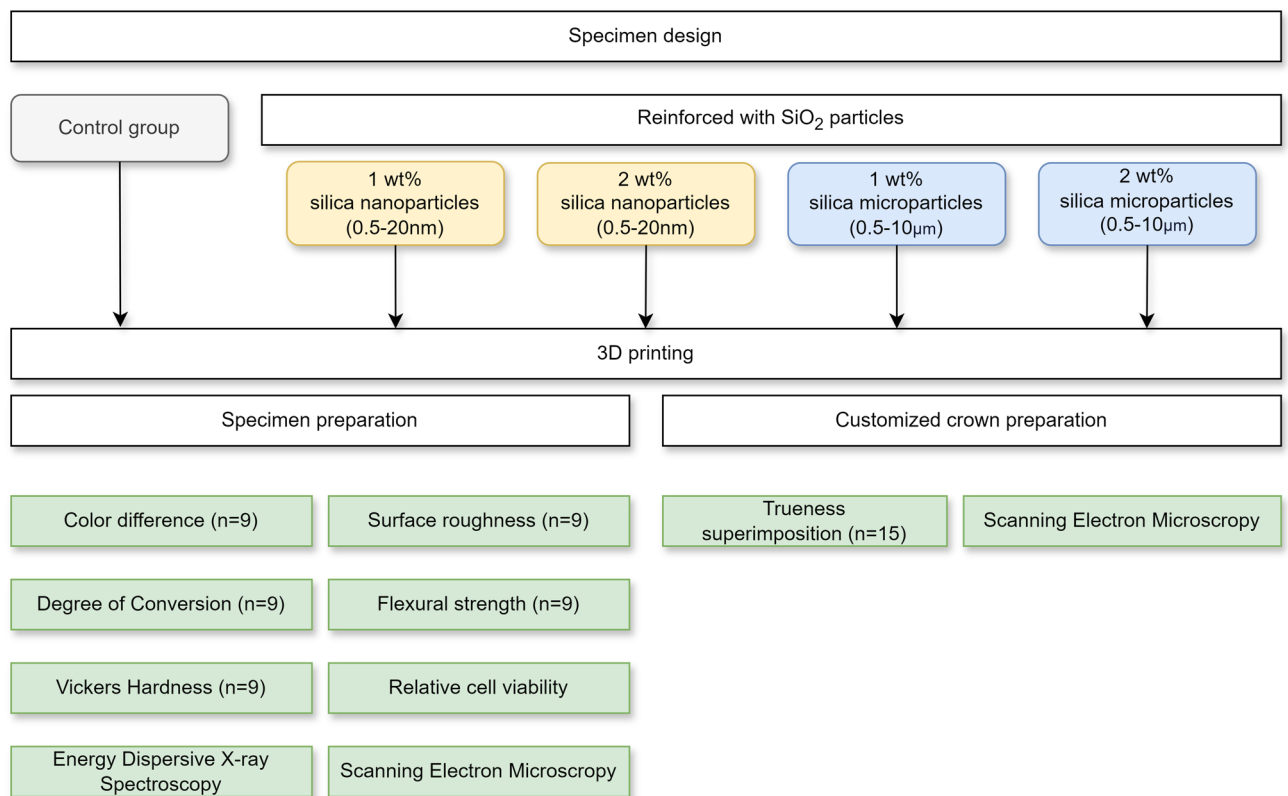 Specimen design
Control group
Reinforced with SiO₂ particles
1 wt%
silica nanoparticles
(0.5-20nm)
2 wt%
silica nanoparticles
(0.5-20nm)
1 wt%
silica microparticles
(0.5-10µm)
2 wt%
silica microparticles
(0.5-10µm)
3D printing
Specimen preparation
Customized crown preparation
Color difference (n=9)
Surface roughness (n=9)
Trueness
superimposition (n=15)
Scanning Electron Microscropy
Degree of Conversion (n=9)
Flexural strength (n=9)
Vickers Hardness (n=9)
Relative cell viability
Energy Dispersive X-ray
Spectroscopy
Scanning Electron Microscropy